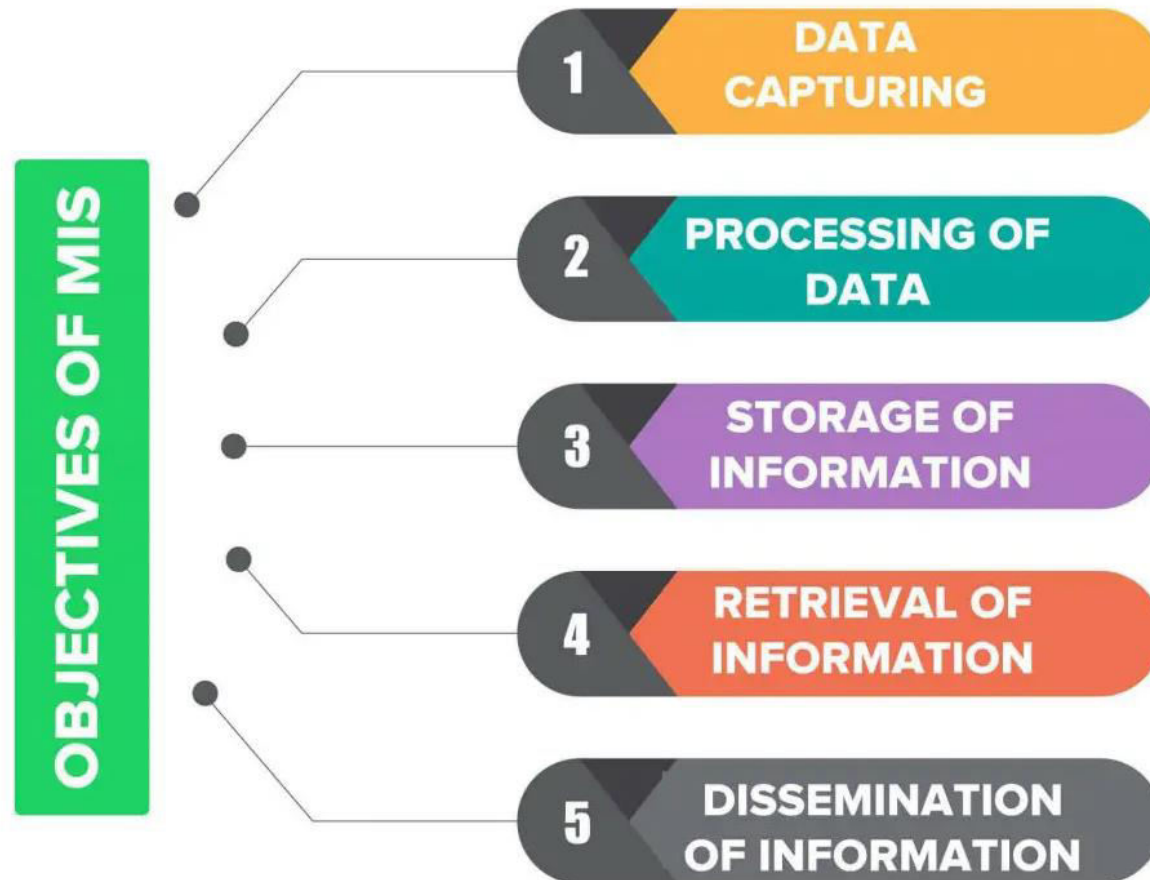 OBJECTIVES OF MIS
1
DATA
CAPTURING
2
PROCESSING OF
DATA
3
STORAGE OF
INFORMATION
4
RETRIEVAL OF
INFORMATION
5
DISSEMINATION
OF INFORMATION